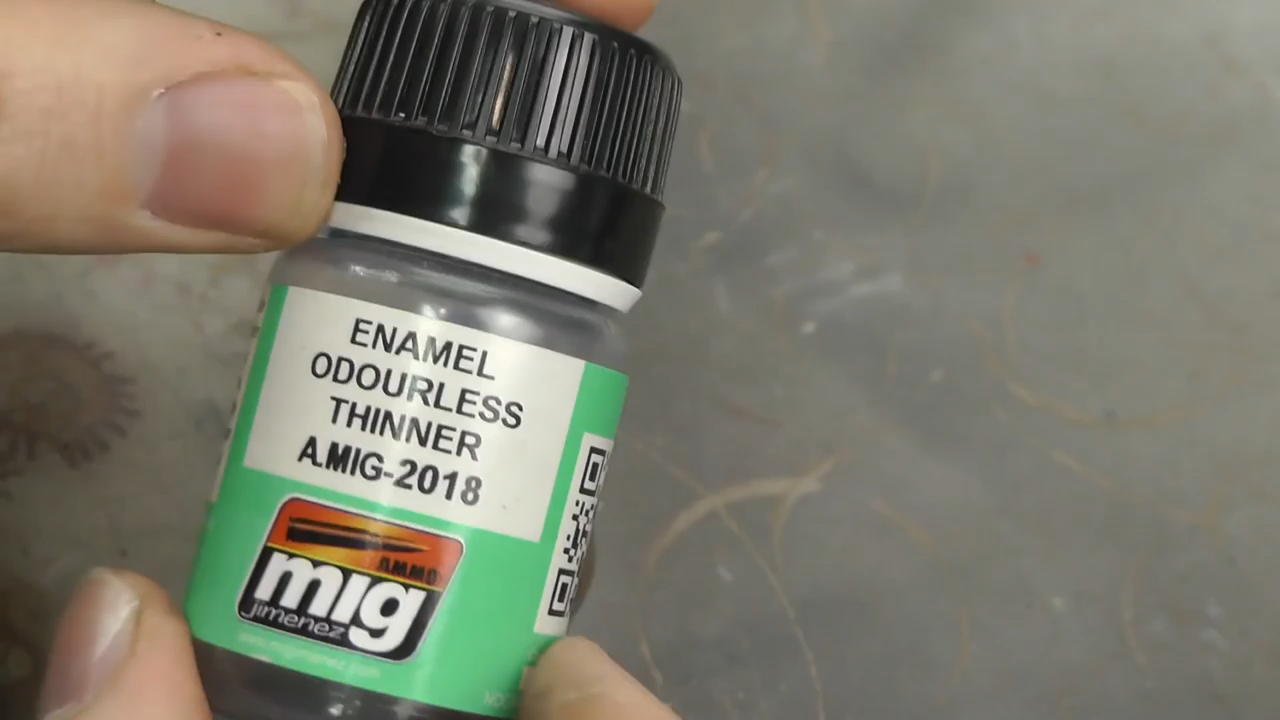 ENAMEL
ODOURLESS
THINNER
A.MIG-2018
AMMO
mig
jimenez